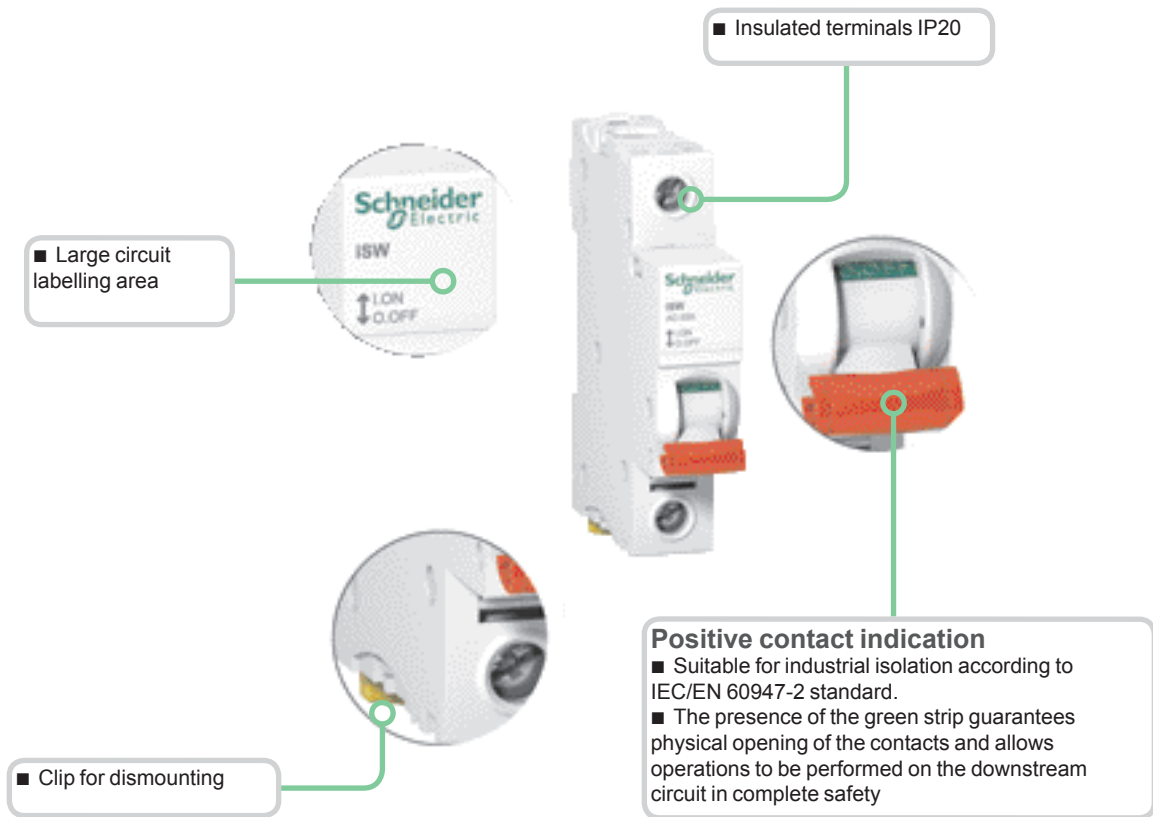 ■ Insulated terminals IP20
Schneider
Electric
ISW
I.ON
O.OFF
■ Large circuit
labelling area
Schneider
Electric
ISW
I.ON
O.OFF
Positive contact indication
■ Suitable for industrial isolation according to
IEC/EN 60947-2 standard.
■ The presence of the green strip guarantees
physical opening of the contacts and allows
operations to be performed on the downstream
circuit in complete safety
■ Clip for dismounting